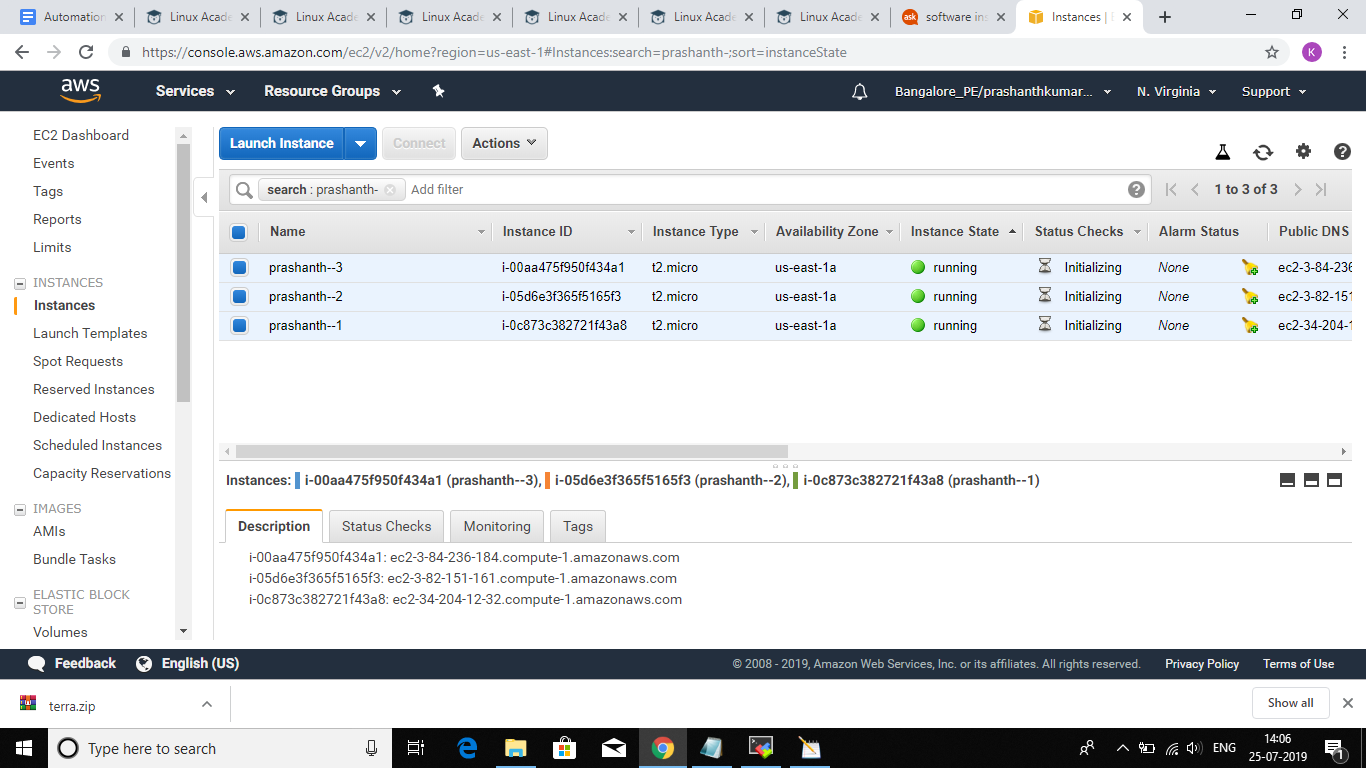 Automation
Linux Acade
Linux Acade
Linux Acade
Linux Acade
Linux Acade
Linux Acade
ask software ins
Instances | E
https://console.aws.amazon.com/ec2/v2/home?region=us-east-1#Instances:search=prashanth-;sort=instanceState
K
aws Services Resource Groups Bangalore_PE/prashanthkumar... N. Virginia Support
EC2 Dashboard
Events
Tags
Reports
Limits
INSTANCES
Instances
Launch Templates
Spot Requests
Reserved Instances
Dedicated Hosts
Scheduled Instances
Capacity Reservations
IMAGES
AMIs
Bundle Tasks
ELASTIC BLOCK
STORE
Volumes
Launch Instance Connect Actions
search : prashanth- Add filter 1 to 3 of 3
Name Instance ID Instance Type Availability Zone Instance State Status Checks Alarm Status Public DNS
prashanth--3 i-00aa475f950f434a1 t2.micro us-east-1a running Initializing None ec2-3-84-236
prashanth--2 i-05d6e3f365f5165f3 t2.micro us-east-1a running Initializing None ec2-3-82-151
prashanth--1 i-0c873c382721f43a8 t2.micro us-east-1a running Initializing None ec2-34-204-1
Instances: i-00aa475f950f434a1 (prashanth--3), i-05d6e3f365f5165f3 (prashanth--2), i-0c873c382721f43a8 (prashanth--1)
Description Status Checks Monitoring Tags
i-00aa475f950f434a1: ec2-3-84-236-184.compute-1.amazonaws.com
i-05d6e3f365f5165f3: ec2-3-82-151-161.compute-1.amazonaws.com
i-0c873c382721f43a8: ec2-34-204-12-32.compute-1.amazonaws.com
Feedback English (US) © 2008 - 2019, Amazon Web Services, Inc. or its affiliates. All rights reserved. Privacy Policy Terms of Use
terra.zip Show all
Type here to search ENG 14:06
25-07-2019 1